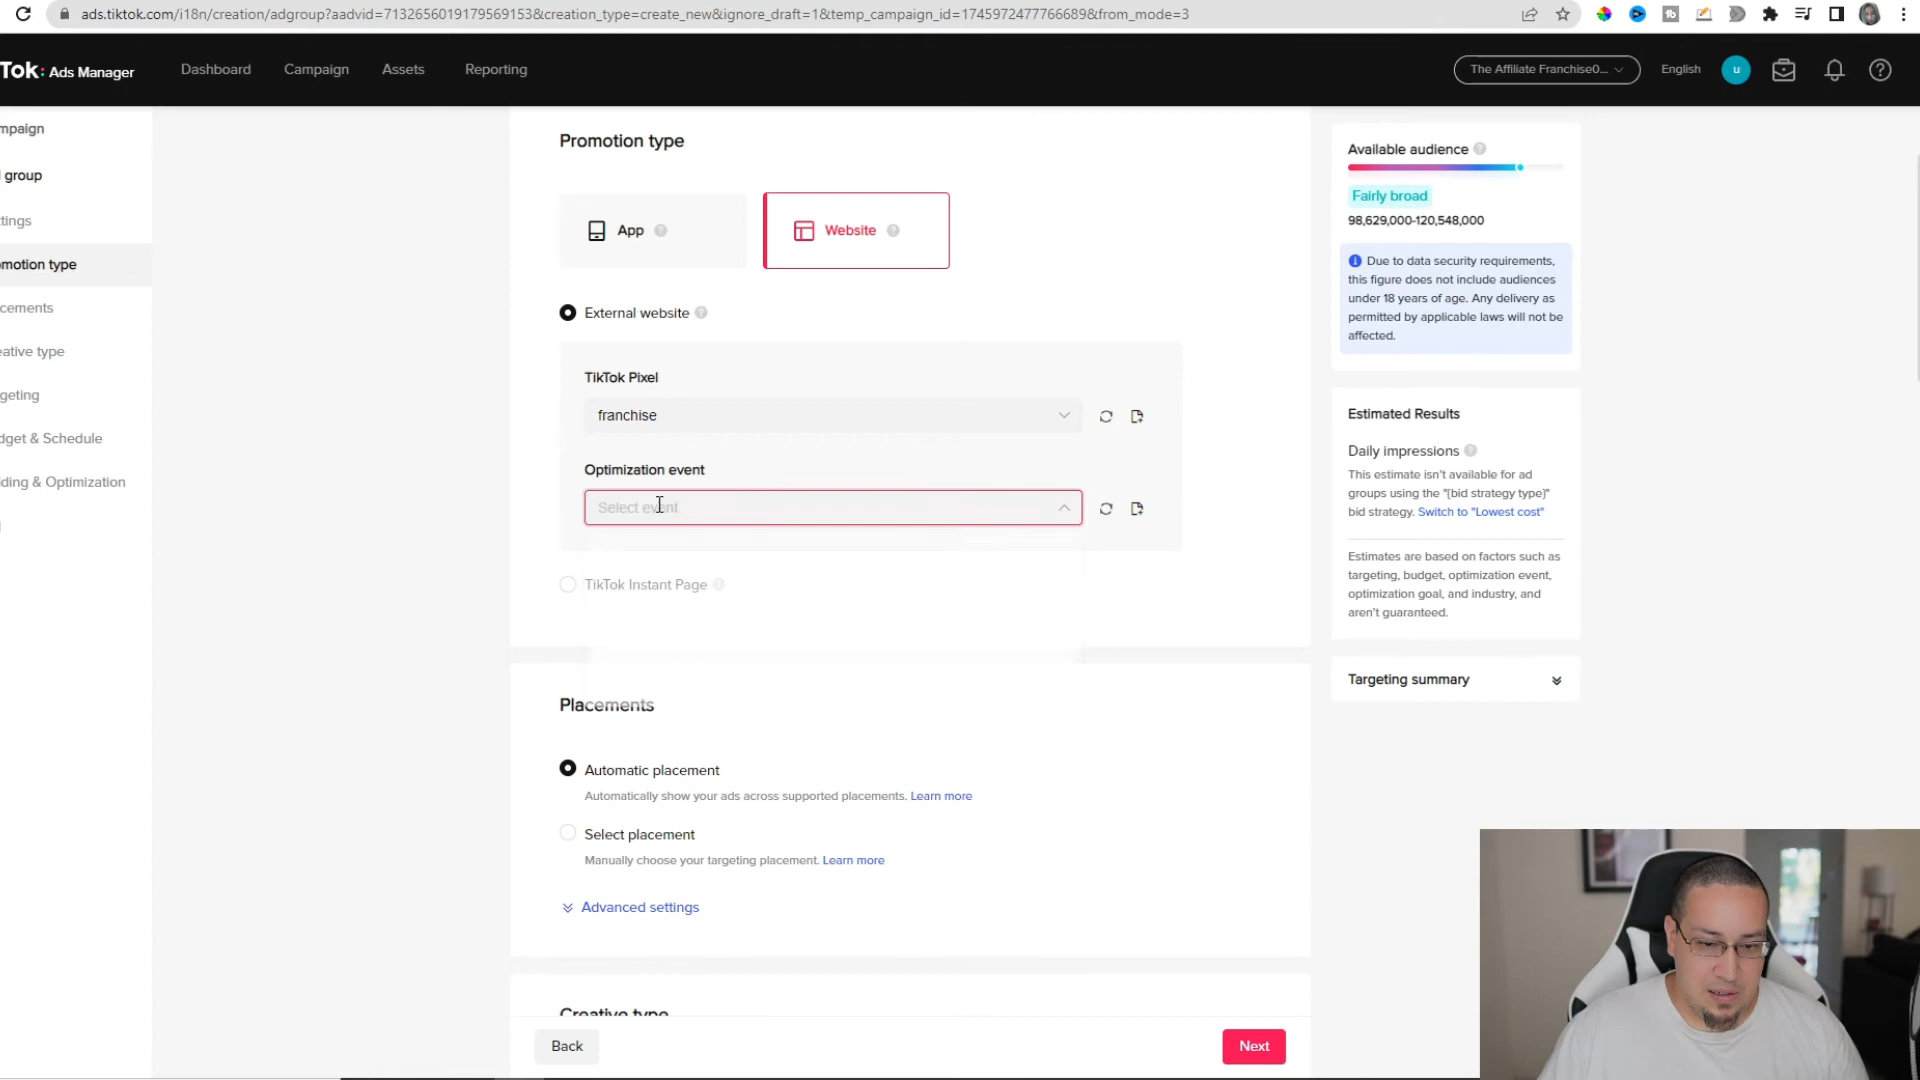 ads.tiktok.com/i18n/creation/adgroup?aadvid=7132656019179569153&creation_type=create_new&ignore_draft=1&temp_campaign_id=1745972477766689&from_mode=3
Tok: Ads Manager
Dashboard
Campaign
Assets
Reporting
The Affiliate Franchise0...
English
u
mpaign
group
tings
motion type
cements
eative type
geting
dget & Schedule
ding & Optimization
Promotion type
App
Website
External website
TikTok Pixel
franchise
Optimization event
Select event
TikTok Instant Page
Placements
Automatic placement
Automatically show your ads across supported placements. Learn more
Select placement
Manually choose your targeting placement. Learn more
Advanced settings
Creative type
Back
Next
Available audience
Fairly broad
98,629,000-120,548,000
Due to data security requirements,
this figure does not include audiences
under 18 years of age. Any delivery as
permitted by applicable laws will not be
affected.
Estimated Results
Daily impressions
This estimate isn't available for ad
groups using the "[bid strategy type]"
bid strategy. Switch to "Lowest cost"
Estimates are based on factors such as
targeting, budget, optimization event,
optimization goal, and industry, and
aren't guaranteed.
Targeting summary